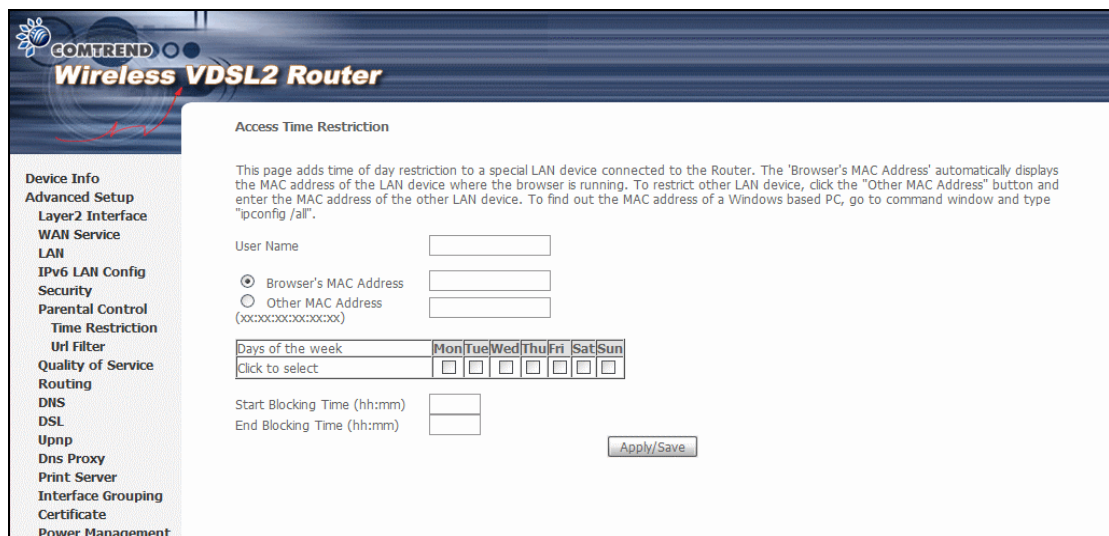 COMTREND
Wireless VDSL2 Router
Device Info
Advanced Setup
Layer2 Interface
WAN Service
LAN
IPv6 LAN Config
Security
Parental Control
Time Restriction
Url Filter
Quality of Service
Routing
DNS
DSL
Upnp
Dns Proxy
Print Server
Interface Grouping
Certificate
Power Management
Access Time Restriction
This page adds time of day restriction to a special LAN device connected to the Router. The 'Browser's MAC Address' automatically displays
the MAC address of the LAN device where the browser is running. To restrict other LAN device, click the "Other MAC Address" button and
enter the MAC address of the other LAN device. To find out the MAC address of a Windows based PC, go to command window and type
"ipconfig /all".
User Name
Browser's MAC Address
Other MAC Address
(xx:xx:xx:xx:xx:xx)
Days of the week Mon Tue Wed Thu Fri Sat Sun
Click to select
Start Blocking Time (hh:mm)
End Blocking Time (hh:mm)
Apply/Save